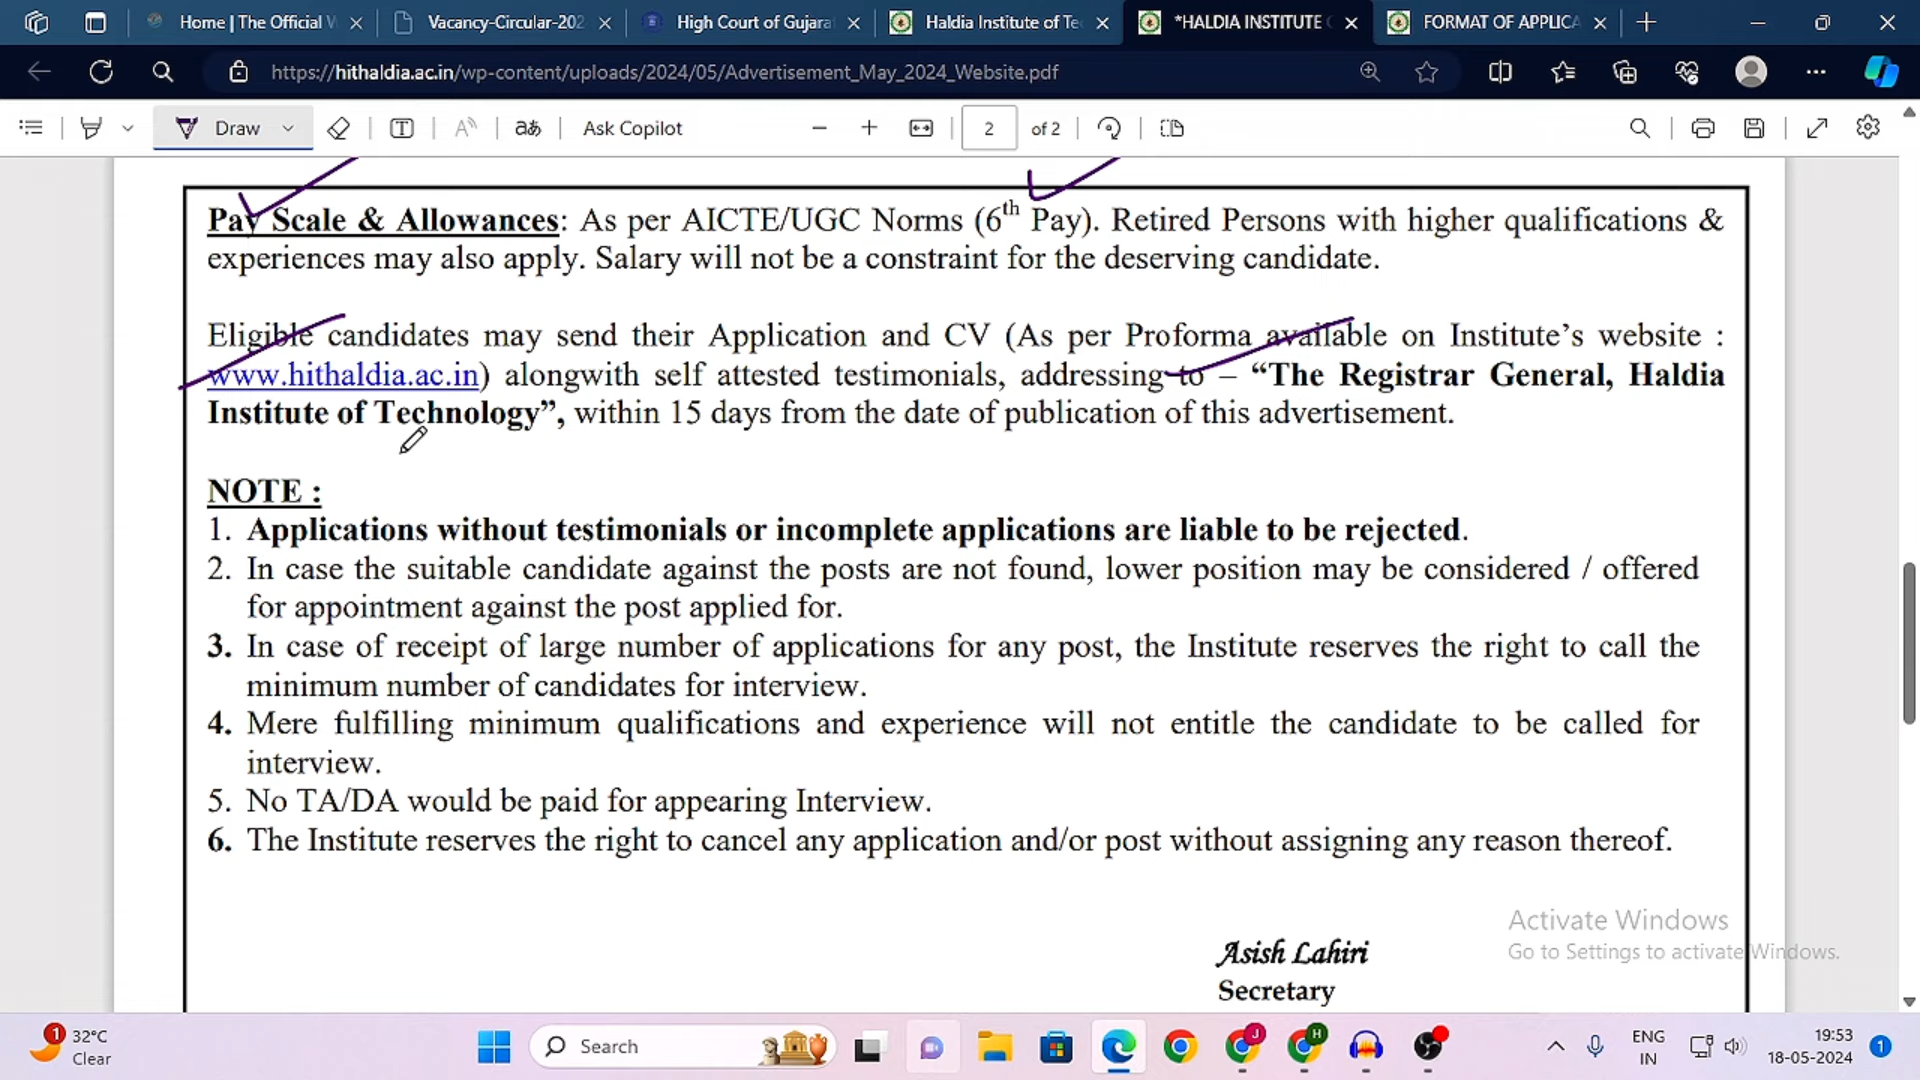 Home | The Official W
Vacancy-Circular-202
High Court of Gujara
Haldia Institute of Te
*HALDIA INSTITUTE O
FORMAT OF APPLICA
https://hithaldia.ac.in/wp-content/uploads/2024/05/Advertisement_May_2024_Website.pdf
Draw
Ask Copilot
2 of 2
Pay Scale & Allowances: As per AICTE/UGC Norms (6th Pay). Retired Persons with higher qualifications &
experiences may also apply. Salary will not be a constraint for the deserving candidate.
Eligible candidates may send their Application and CV (As per Proforma available on Institute's website :
www.hithaldia.ac.in) alongwith self attested testimonials, addressing to – “The Registrar General, Haldia
Institute of Technology”, within 15 days from the date of publication of this advertisement.
NOTE :
1. Applications without testimonials or incomplete applications are liable to be rejected.
2. In case the suitable candidate against the posts are not found, lower position may be considered / offered
for appointment against the post applied for.
3. In case of receipt of large number of applications for any post, the Institute reserves the right to call the
minimum number of candidates for interview.
4. Mere fulfilling minimum qualifications and experience will not entitle the candidate to be called for
interview.
5. No TA/DA would be paid for appearing Interview.
6. The Institute reserves the right to cancel any application and/or post without assigning any reason thereof.
Asish Lahiri
Secretary
Activate Windows
Go to Settings to activate Windows.
1
32°C
Clear
Search
J
H
ENG
IN
19:53
18-05-2024
1